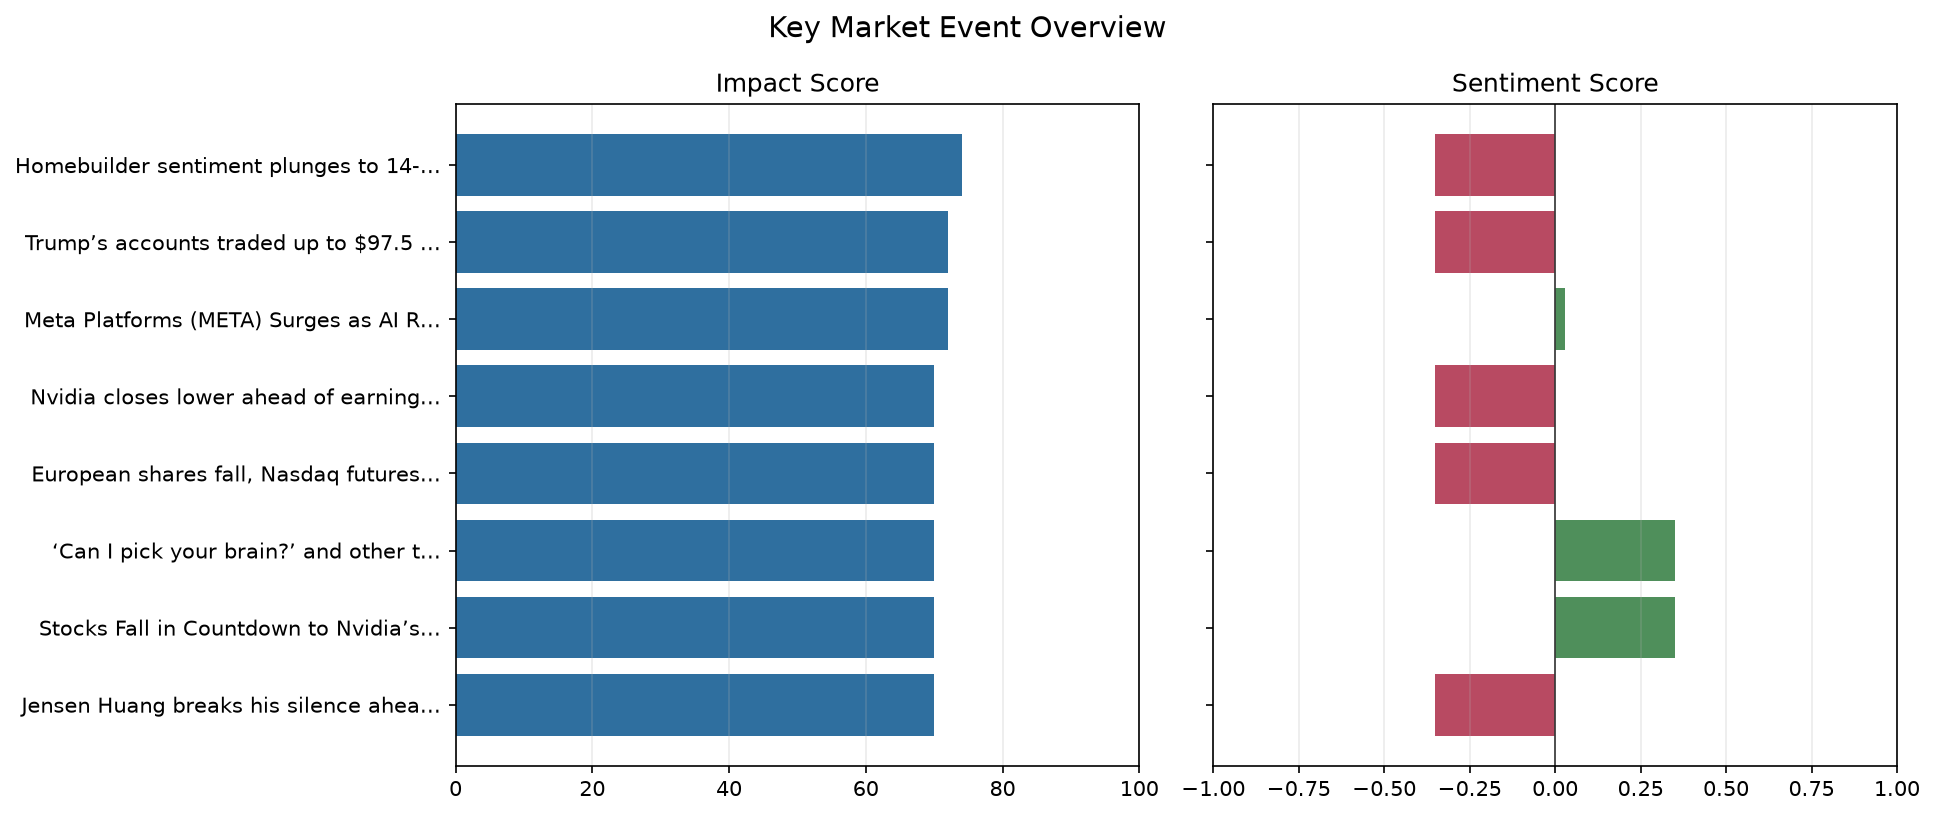 Key Market Event Overview
Impact Score
Sentiment Score
Homebuilder sentiment plunges to 14-…
Trump’s accounts traded up to $97.5 …
Meta Platforms (META) Surges as AI R…
Nvidia closes lower ahead of earning…
European shares fall, Nasdaq futures…
‘Can I pick your brain?’ and other t…
Stocks Fall in Countdown to Nvidia’s…
Jensen Huang breaks his silence ahea…
0 20 40 60 80 100
−1.00 −0.75 −0.50 −0.25 0.00 0.25 0.50 0.75 1.00